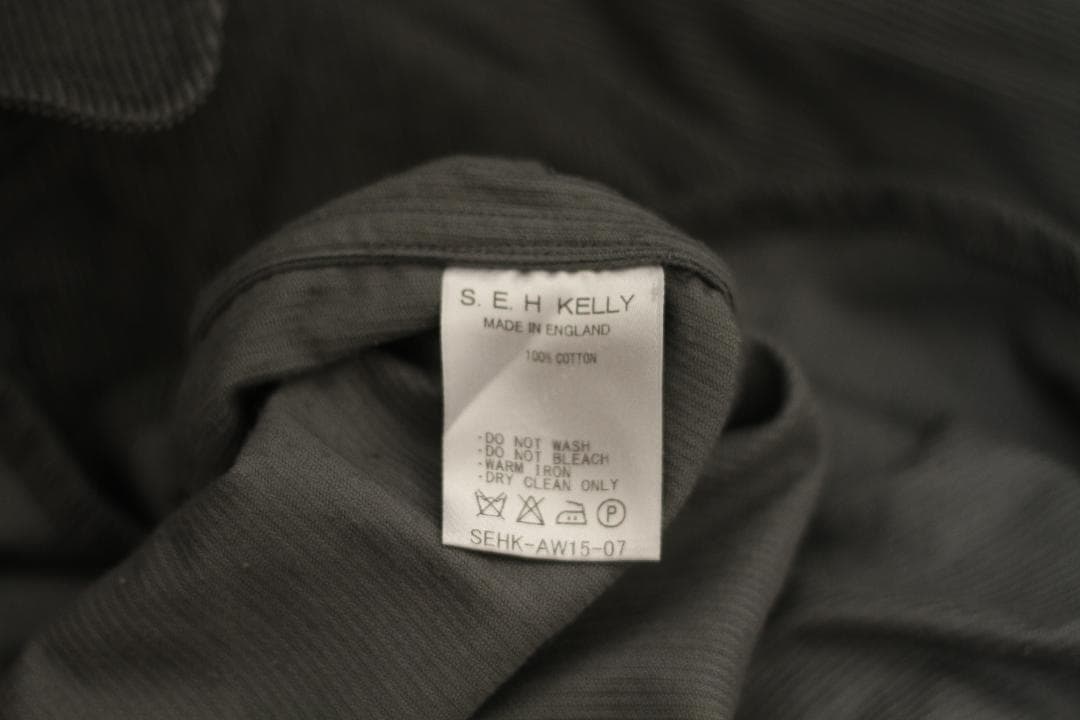 S. E. H KELLY
MADE IN ENGLAND
100% COTTON
-DO NOT WASH
-DO NOT BLEACH
-WARM IRON
-DRY CLEAN ONLY
P
SEHK-AW15-07